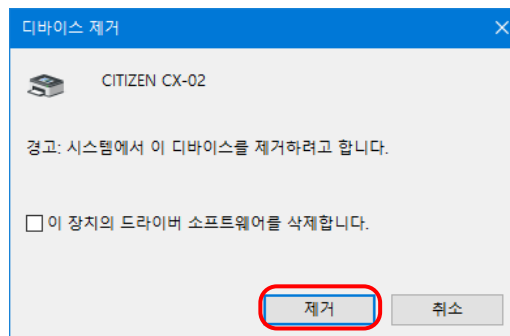 디바이스 제거
CITIZEN CX-02
경고: 시스템에서 이 디바이스를 제거하려고 합니다.
이 장치의 드라이버 소프트웨어를 삭제합니다.
제거 취소